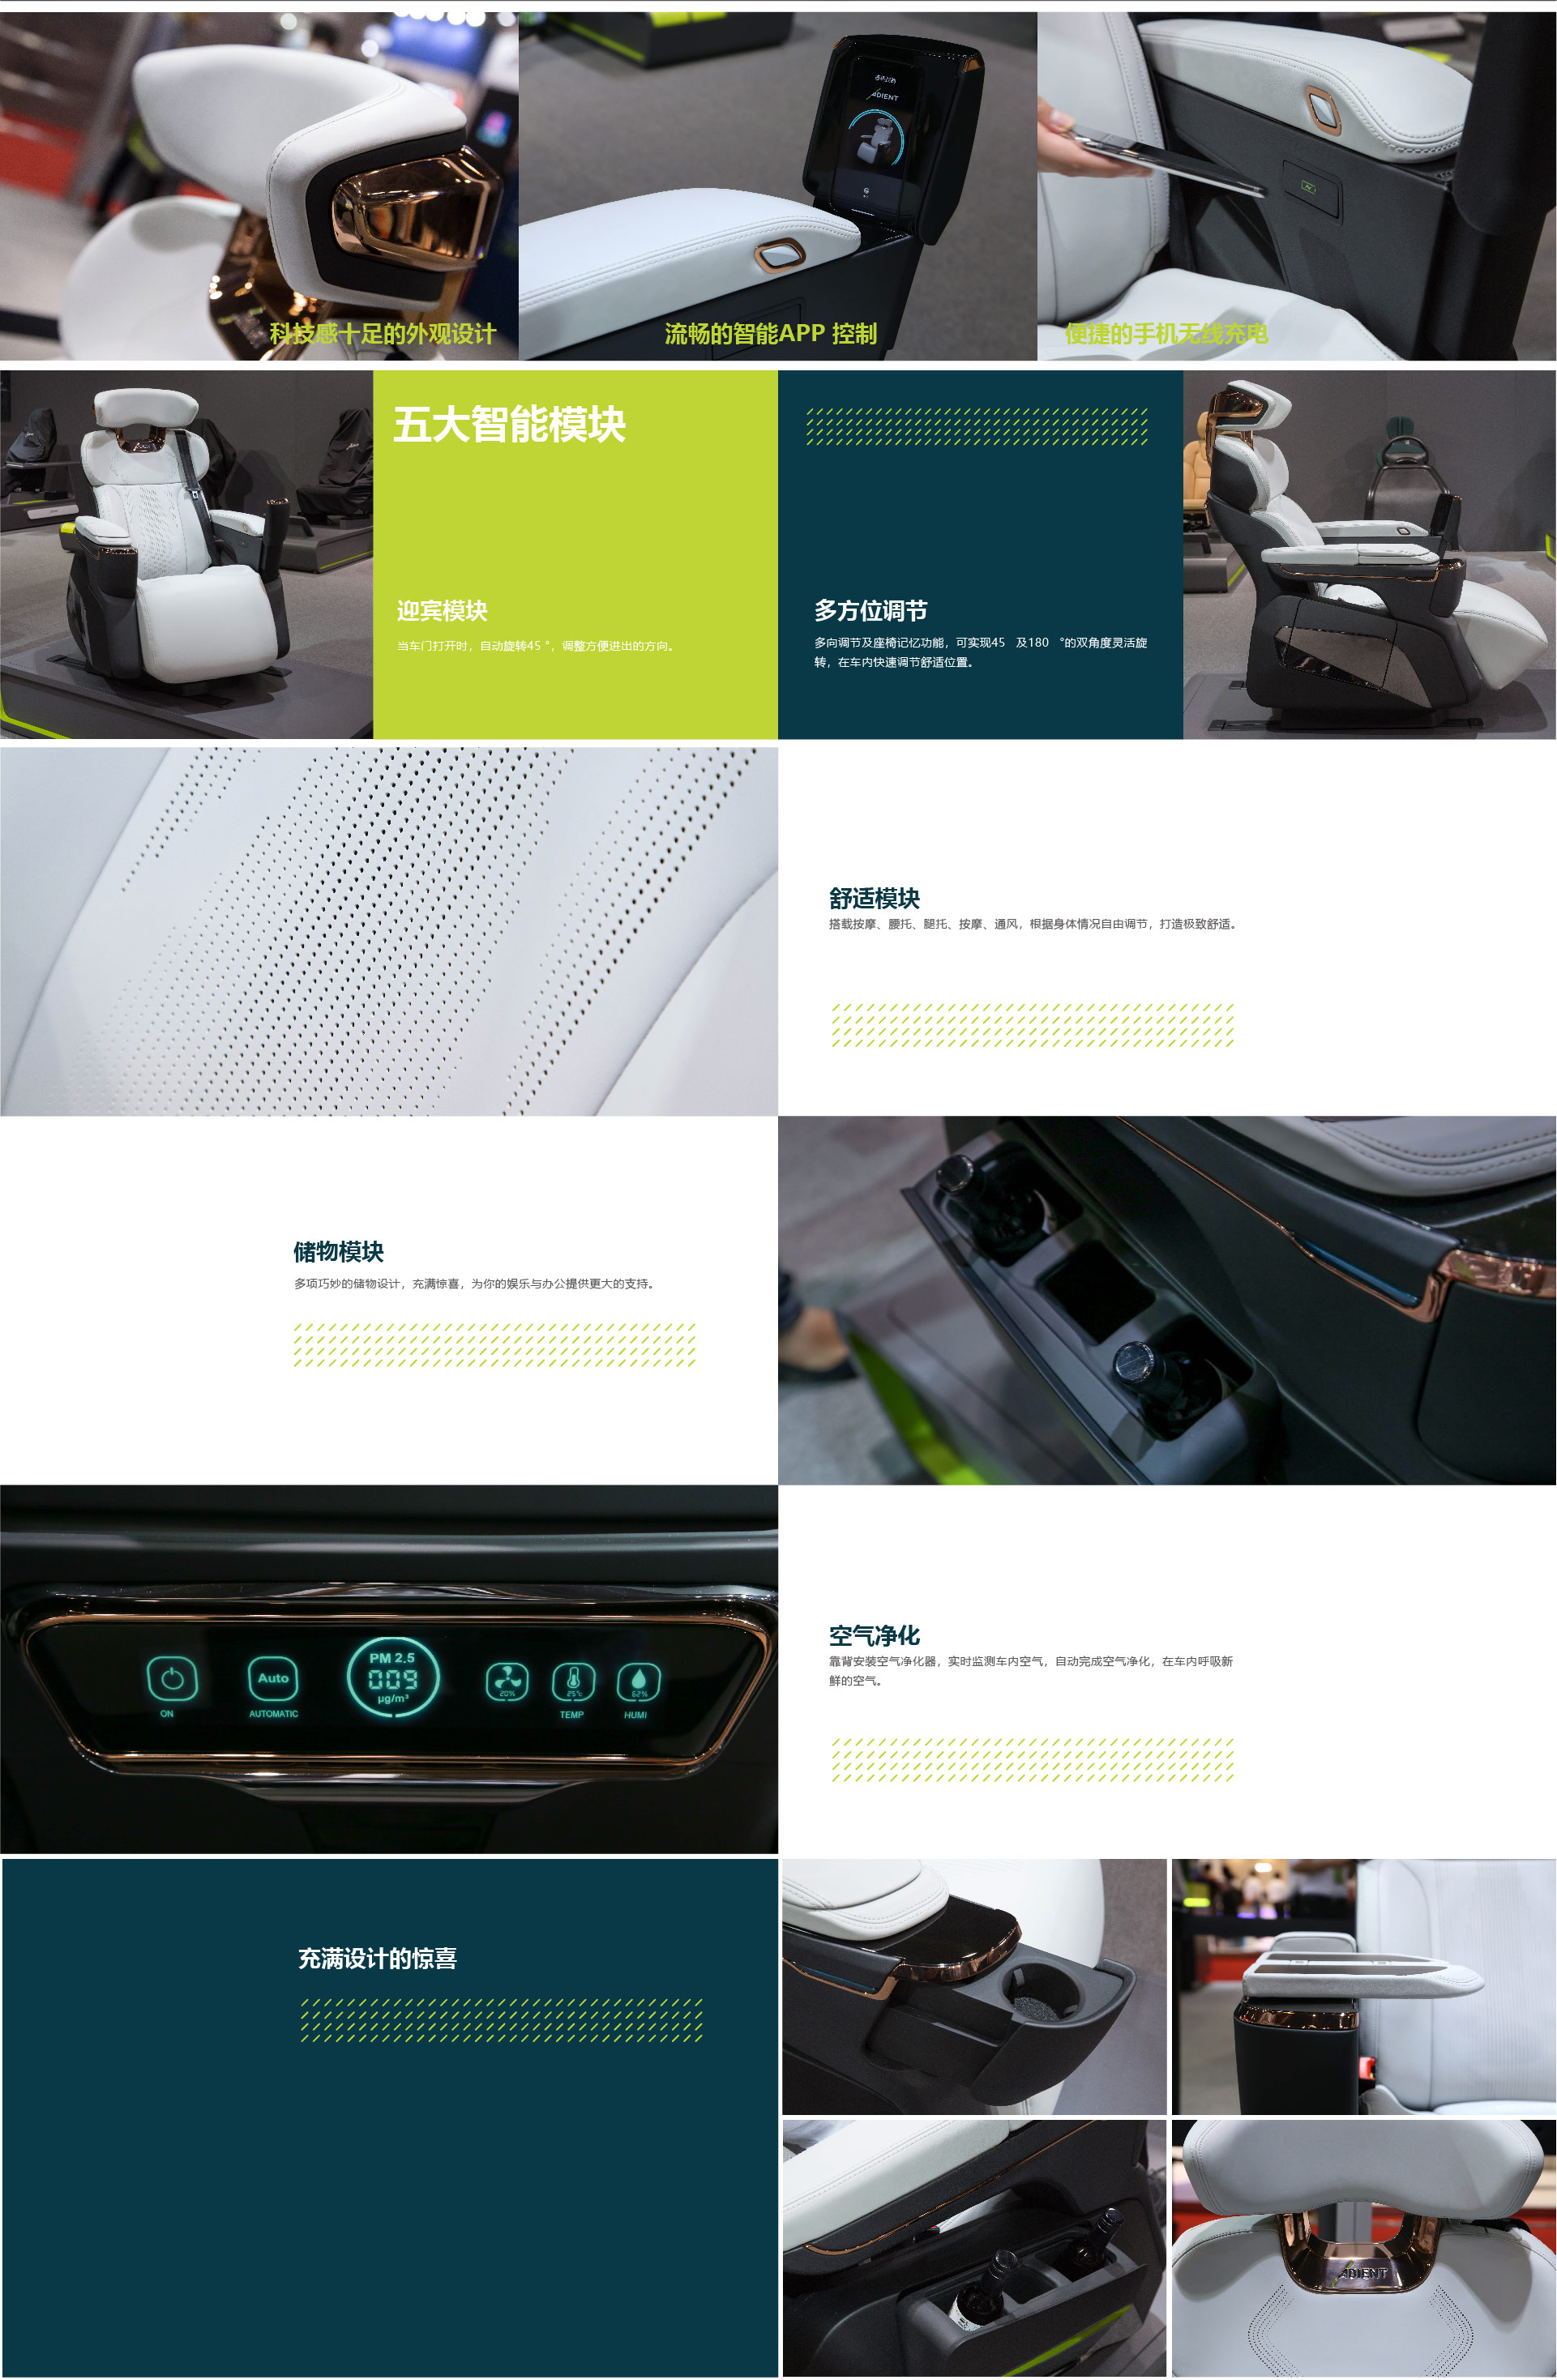 ADIENT
科技感十足的外观设计
流畅的智能APP 控制
便捷的手机无线充电
五大智能模块
迎宾模块
当车门打开时，自动旋转45 °，调整方便进出的方向。
多方位调节
多向调节及座椅记忆功能，可实现45 及180 °的双角度灵活旋
转，在车内快速调节舒适位置。
舒适模块
搭载按摩、腰托、腿托、按摩、通风，根据身体情况自由调节，打造极致舒适。
储物模块
多项巧妙的储物设计，充满惊喜，为你的娱乐与办公提供更大的支持。
PM 2.5
009
μg/m³
Auto
20%
25°c
62%
ON
AUTOMATIC
TEMP
HUMI
空气净化
靠背安装空气净化器，实时监测车内空气，自动完成空气净化，在车内呼吸新
鲜的空气。
充满设计的惊喜
ADIENT